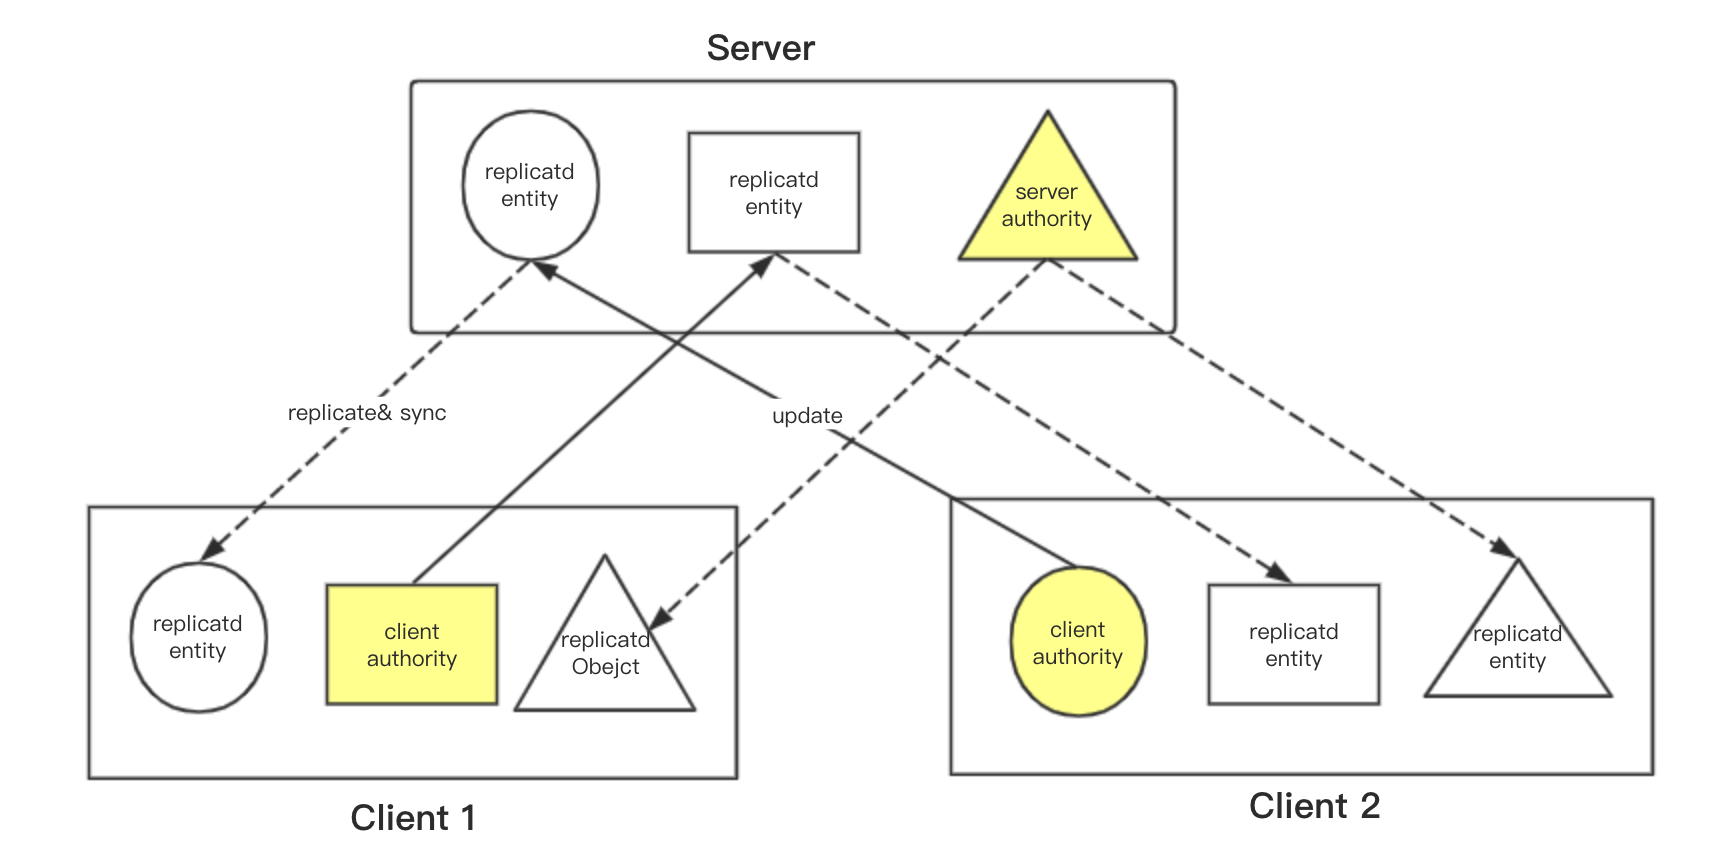 Server
replicatd
entity
replicatd
entity
server
authority
replicate& sync
update
replicatd
entity
client
authority
replicatd
Obejct
client
authority
replicatd
entity
replicatd
entity
Client 1
Client 2